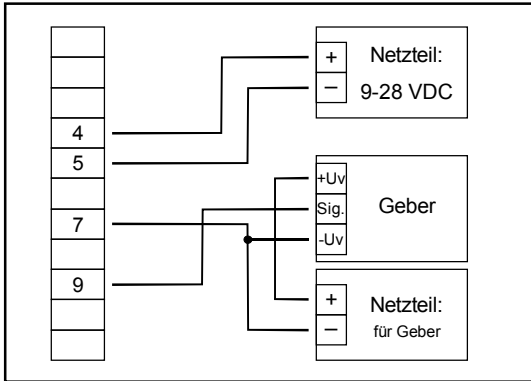 4
5
7
9
+
−
Netzteil:
9-28 VDC
+Uv
Sig.
-Uv
Geber
+
−
Netzteil:
für Geber